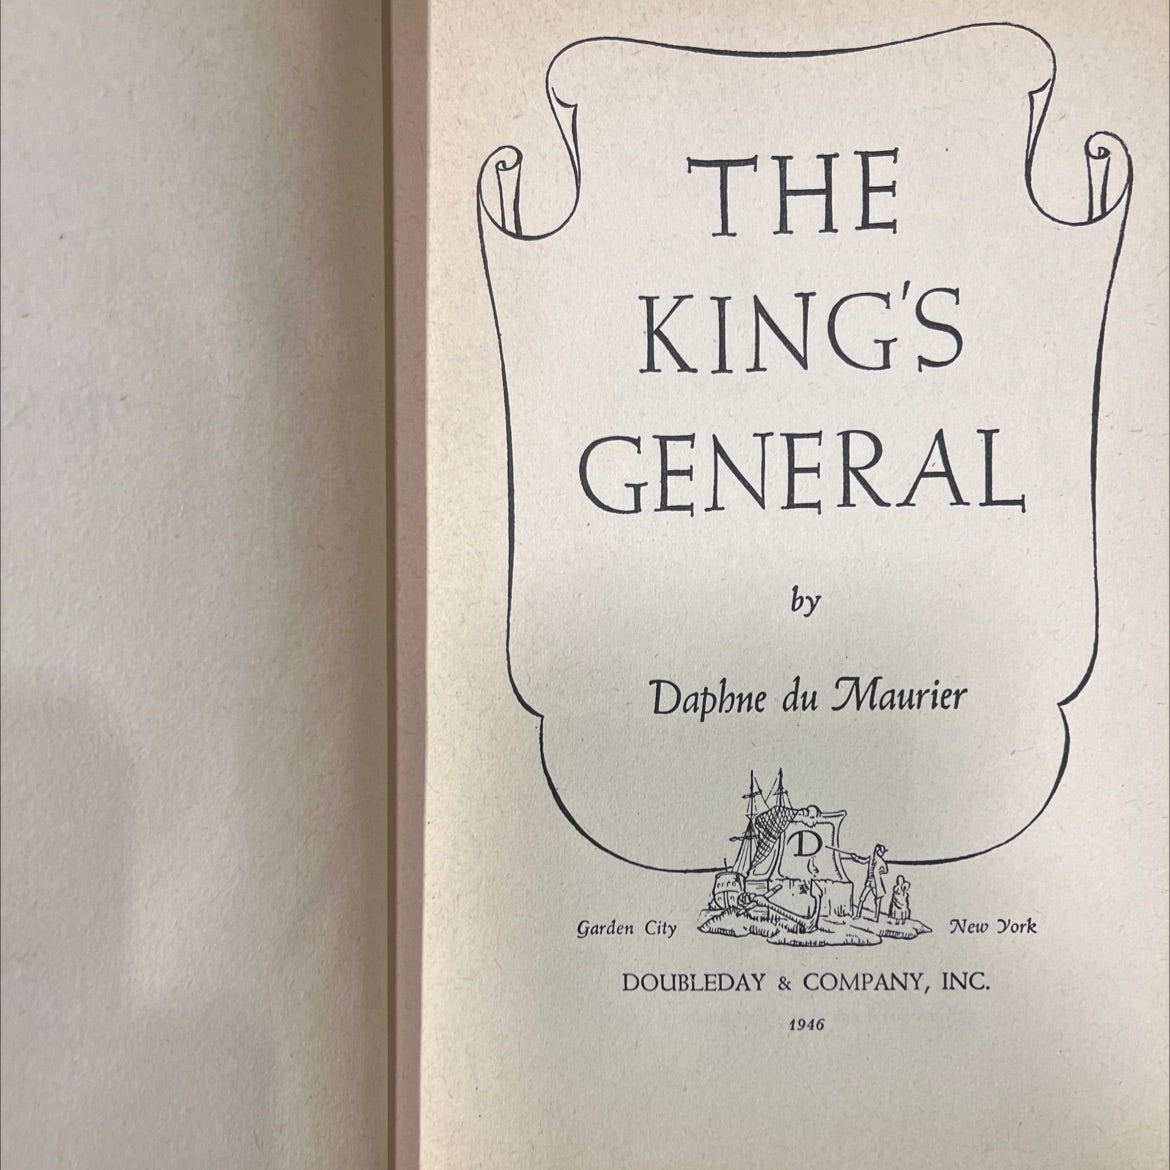 THE
KING'S
GENERAL
by
Daphne du Maurier
D
Garden City New York
DOUBLEDAY & COMPANY, INC.
1946